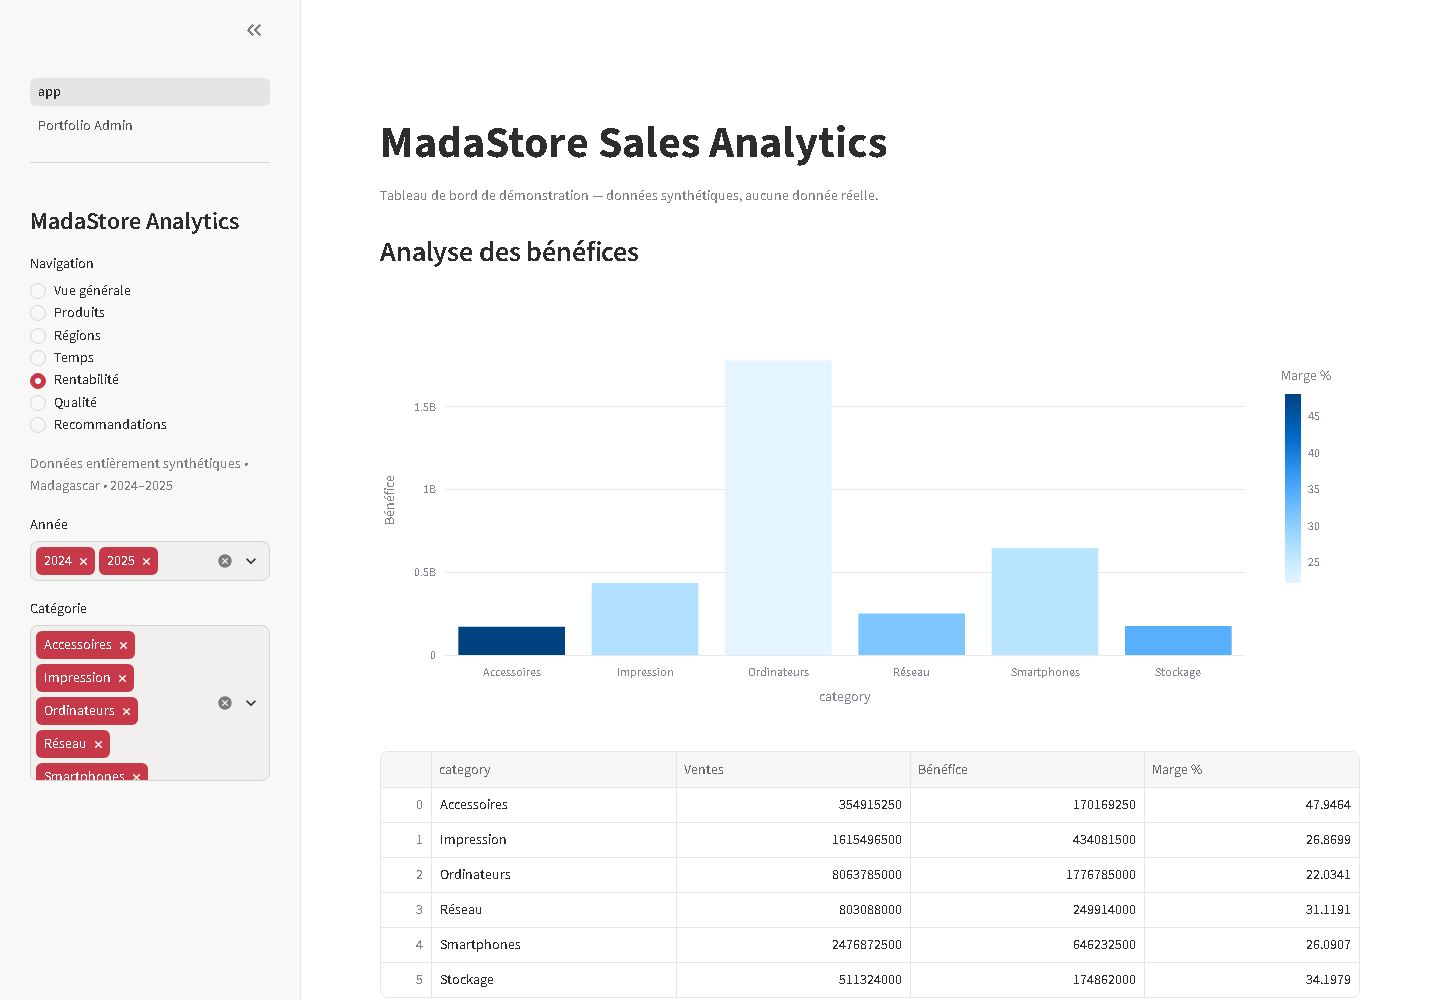 app
Portfolio Admin
MadaStore Analytics
Navigation
Vue générale
Produits
Régions
Temps
Rentabilité
Qualité
Recommandations
Données entièrement synthétiques •
Madagascar • 2024–2025
Année
2024 2025
Catégorie
Accessoires
Impression
Ordinateurs
Réseau
Smartphones
MadaStore Sales Analytics
Tableau de bord de démonstration — données synthétiques, aucune donnée réelle.
Analyse des bénéfices
Bénéfice
1.5B
1B
0.5B
0
Accessoires Impression Ordinateurs Réseau Smartphones Stockage
category
Marge %
45
40
35
30
25
category Ventes Bénéfice Marge %
0 Accessoires 354915250 170169250 47.9464
1 Impression 1615496500 434081500 26.8699
2 Ordinateurs 8063785000 1776785000 22.0341
3 Réseau 803088000 249914000 31.1191
4 Smartphones 2476872500 646232500 26.0907
5 Stockage 511324000 174862000 34.1979